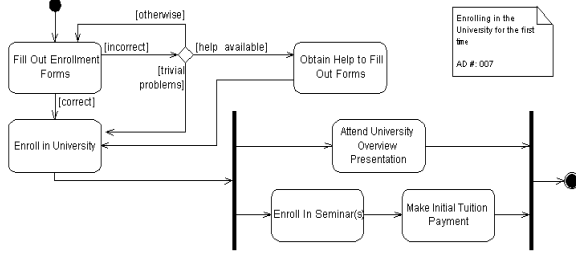 [otherwise]
Enrolling in the
University for the first
time
AD #: 007
Fill Out Enrollment
Forms
[incorrect]
[help available]
Obtain Help to Fill
Out Forms
[trivial
problems]
[correct]
Enroll in University
Attend University
Overview
Presentation
Enroll In Seminar(s)
Make Initial Tuition
Payment